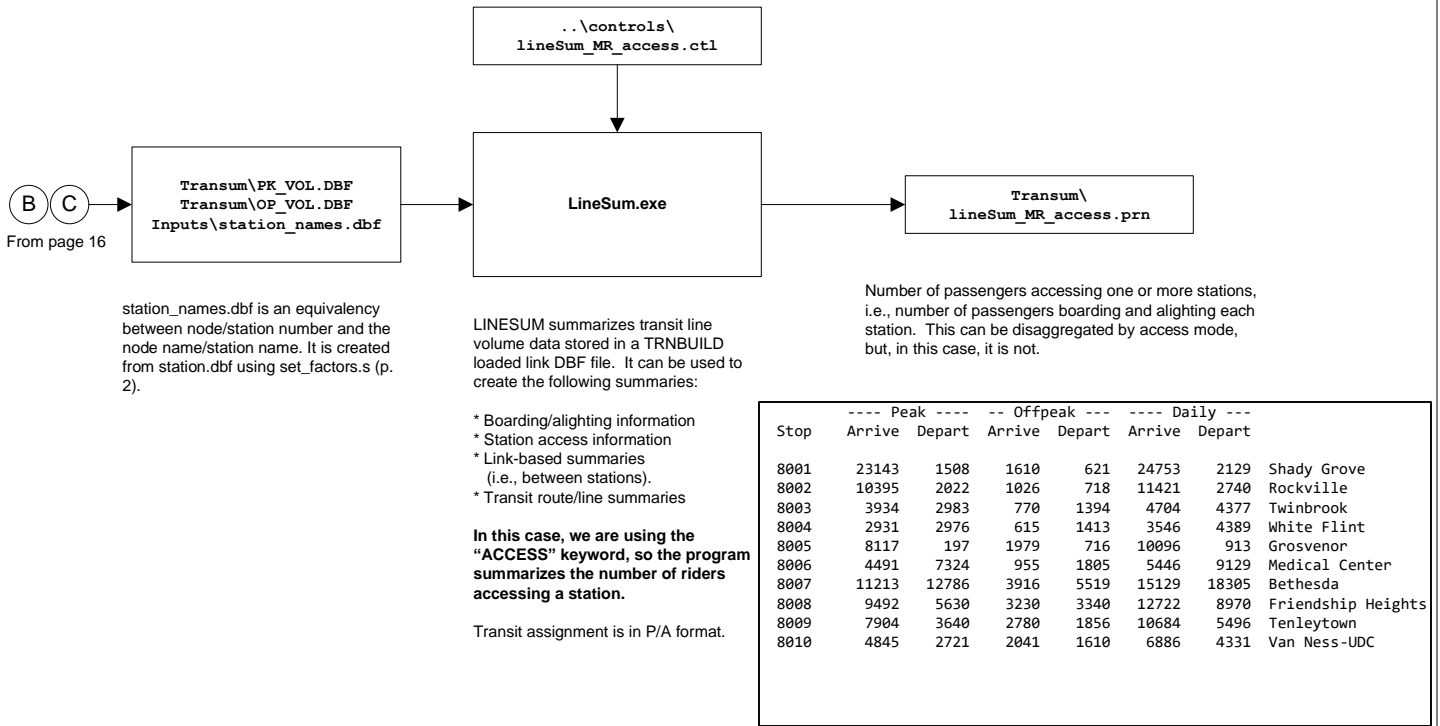 ..\controls\
lineSum_MR_access.ctl
B C
From page 16
Transum\PK_VOL.DBF
Transum\OP_VOL.DBF
Inputs\station_names.dbf
LineSum.exe
Transum\
lineSum_MR_access.prn
station_names.dbf is an equivalency
between node/station number and the
node name/station name. It is created
from station.dbf using set_factors.s (p.
2).
LINESUM summarizes transit line
volume data stored in a TRNBUILD
loaded link DBF file. It can be used to
create the following summaries:
* Boarding/alighting information
* Station access information
* Link-based summaries
(i.e., between stations).
* Transit route/line summaries
In this case, we are using the
“ACCESS” keyword, so the program
summarizes the number of riders
accessing a station.
Transit assignment is in P/A format.
Number of passengers accessing one or more stations,
i.e., number of passengers boarding and alighting each
station. This can be disaggregated by access mode,
but, in this case, it is not.
---- Peak ---- -- Offpeak --- ---- Daily ---
Stop Arrive Depart Arrive Depart Arrive Depart
8001 23143 1508 1610 621 24753 2129 Shady Grove
8002 10395 2022 1026 718 11421 2740 Rockville
8003 3934 2983 770 1394 4704 4377 Twinbrook
8004 2931 2976 615 1413 3546 4389 White Flint
8005 8117 197 1979 716 10096 913 Grosvenor
8006 4491 7324 955 1805 5446 9129 Medical Center
8007 11213 12786 3916 5519 15129 18305 Bethesda
8008 9492 5630 3230 3340 12722 8970 Friendship Heights
8009 7904 3640 2780 1856 10684 5496 Tenleytown
8010 4845 2721 2041 1610 6886 4331 Van Ness-UDC